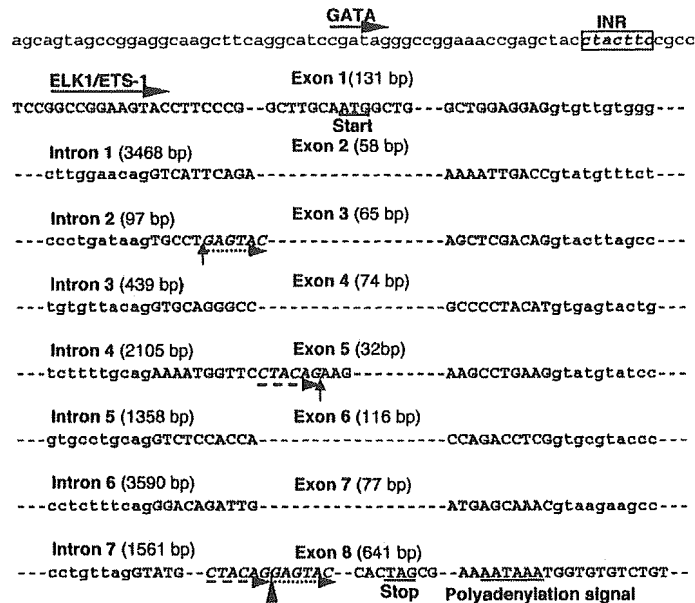 GATA INR
agcagtagccggaggcaagcttcaggcatccgatagggccggaaaccgagctacctacttccgcc
ELK1/ETS-1 Exon 1(131 bp)
TCCGGCCGGAAGTACCTTCCCG--GCTTGCAATGGCTG---GCTGGAGGAGgtgttgtggg----
Start
Intron 1 (3468 bp) Exon 2 (58 bp)
---cttggaacagGTCATTCAGA----------------AAAATTGACCgtatgtttct
Intron 2 (97 bp) Exon 3 (65 bp)
---ccctgataagTGCCTGAGTAC---------------AGCTCGACAGgtacttagcc
Intron 3 (439 bp) Exon 4 (74 bp)
---tgtgttacagGTGCAGGGCC----------------GCCCCTACATgtgagtactg
Intron 4 (2105 bp) Exon 5 (32bp)
---tcttttgcagAAAATGGTTCCTACAGAAG--------AAGCCTGAAGgtatgtatcc---
Intron 5 (1358 bp) Exon 6 (116 bp)
---gtgcctgcagGTCTCCACCA----------------CCAGACCTCGgtgcgtaccc---
Intron 6 (3590 bp) Exon 7 (77 bp)
---cctctttcagGGACAGATTG----------------ATGAGCAAACgtaagaagcc---
Intron 7 (1561 bp) Exon 8 (641 bp)
---cctgttagGTATG--CTACAGGAGTAC--CACTAGCG--AAAATAAATGGTGTGTCTGT--
Stop Polyadenylation signal